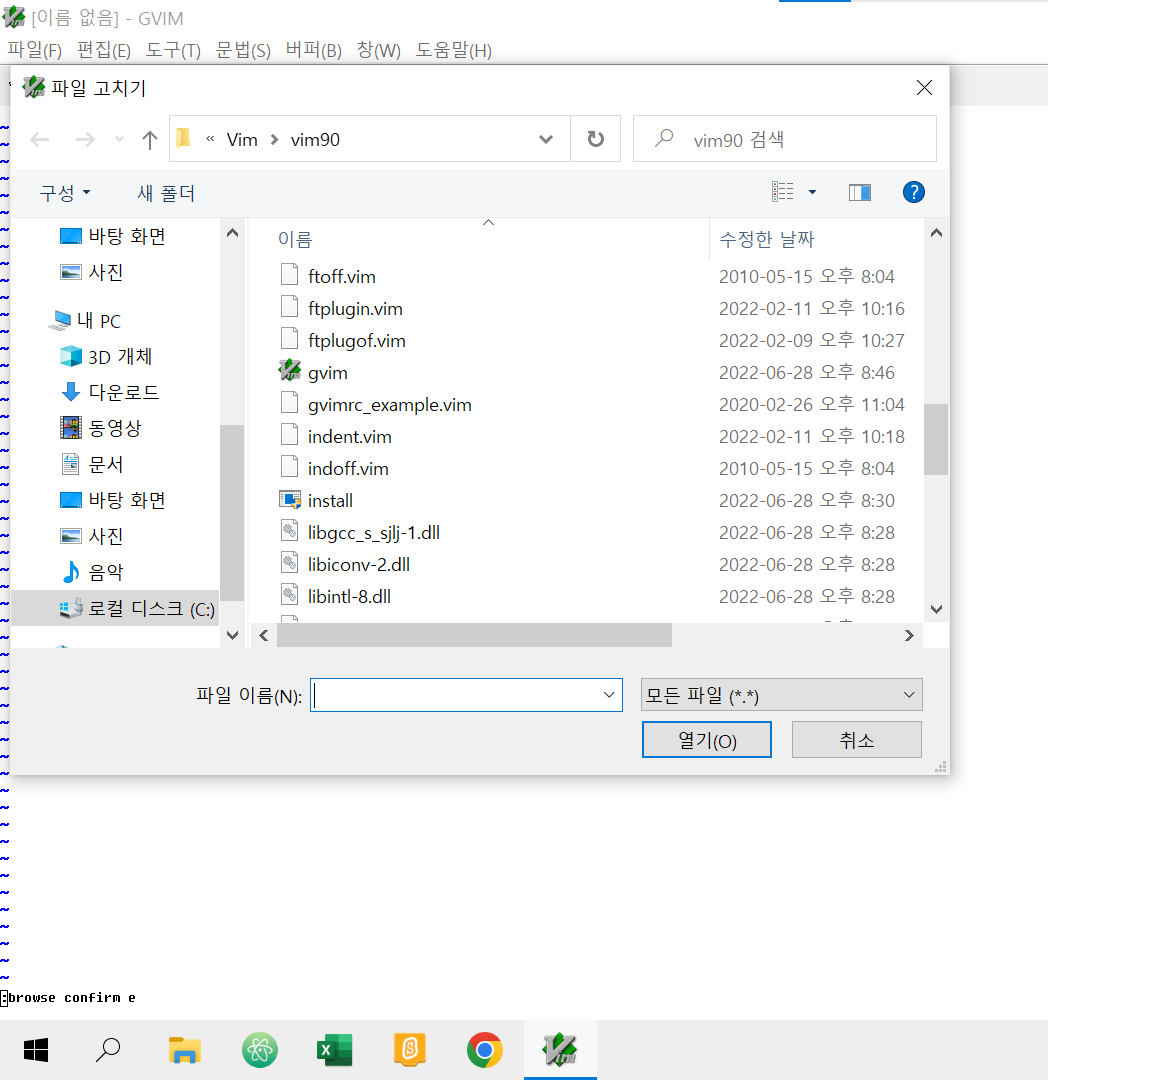 [이름 없음] - GVIM
파일(F) 편집(E) 도구(T) 문법(S) 버퍼(B) 창(W) 도움말(H)
파일 고치기
« Vim > vim90
vim90 검색
구성
새 폴더
바탕 화면
사진
내 PC
3D 개체
다운로드
동영상
문서
바탕 화면
사진
음악
로컬 디스크 (C:)
이름 수정한 날짜
ftoff.vim 2010-05-15 오후 8:04
ftplugin.vim 2022-02-11 오후 10:16
ftplugof.vim 2022-02-09 오후 10:27
gvim 2022-06-28 오후 8:46
gvimrc_example.vim 2020-02-26 오후 11:04
indent.vim 2022-02-11 오후 10:18
indoff.vim 2010-05-15 오후 8:04
install 2022-06-28 오후 8:30
libgcc_s_sjlj-1.dll 2022-06-28 오후 8:28
libiconv-2.dll 2022-06-28 오후 8:28
libintl-8.dll 2022-06-28 오후 8:28
파일 이름(N):
모든 파일 (*.*)
열기(O) 취소
:browse confirm e